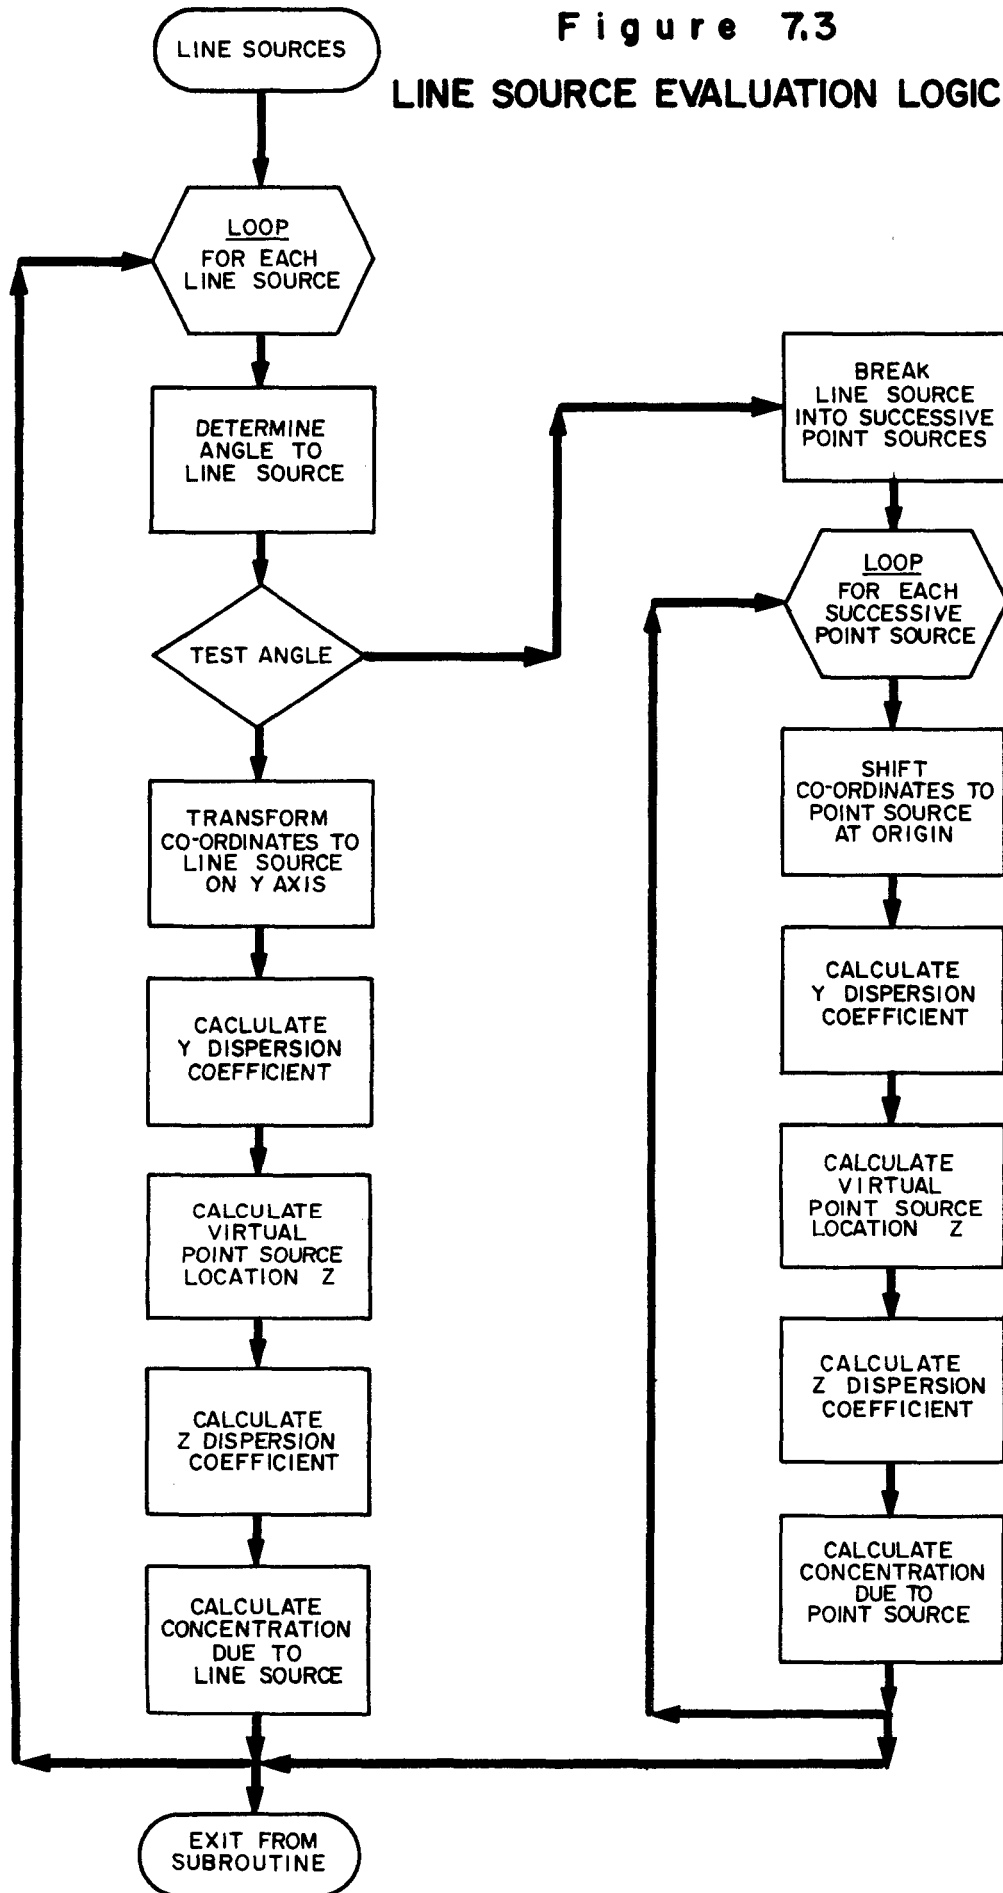 Figure 7.3
LINE SOURCE EVALUATION LOGIC
LINE SOURCES
LOOP
FOR EACH
LINE SOURCE
DETERMINE
ANGLE TO
LINE SOURCE
TEST ANGLE
TRANSFORM
CO-ORDINATES TO
LINE SOURCE
ON Y AXIS
CACLULATE
Y DISPERSION
COEFFICIENT
CALCULATE
VIRTUAL
POINT SOURCE
LOCATION Z
CALCULATE
Z DISPERSION
COEFFICIENT
CALCULATE
CONCENTRATION
DUE TO
LINE SOURCE
EXIT FROM
SUBROUTINE
BREAK
LINE SOURCE
INTO SUCCESSIVE
POINT SOURCES
LOOP
FOR EACH
SUCCESSIVE
POINT SOURCE
SHIFT
CO-ORDINATES TO
POINT SOURCE
AT ORIGIN
CALCULATE
Y DISPERSION
COEFFICIENT
CALCULATE
VIRTUAL
POINT SOURCE
LOCATION Z
CALCULATE
Z DISPERSION
COEFFICIENT
CALCULATE
CONCENTRATION
DUE TO
POINT SOURCE